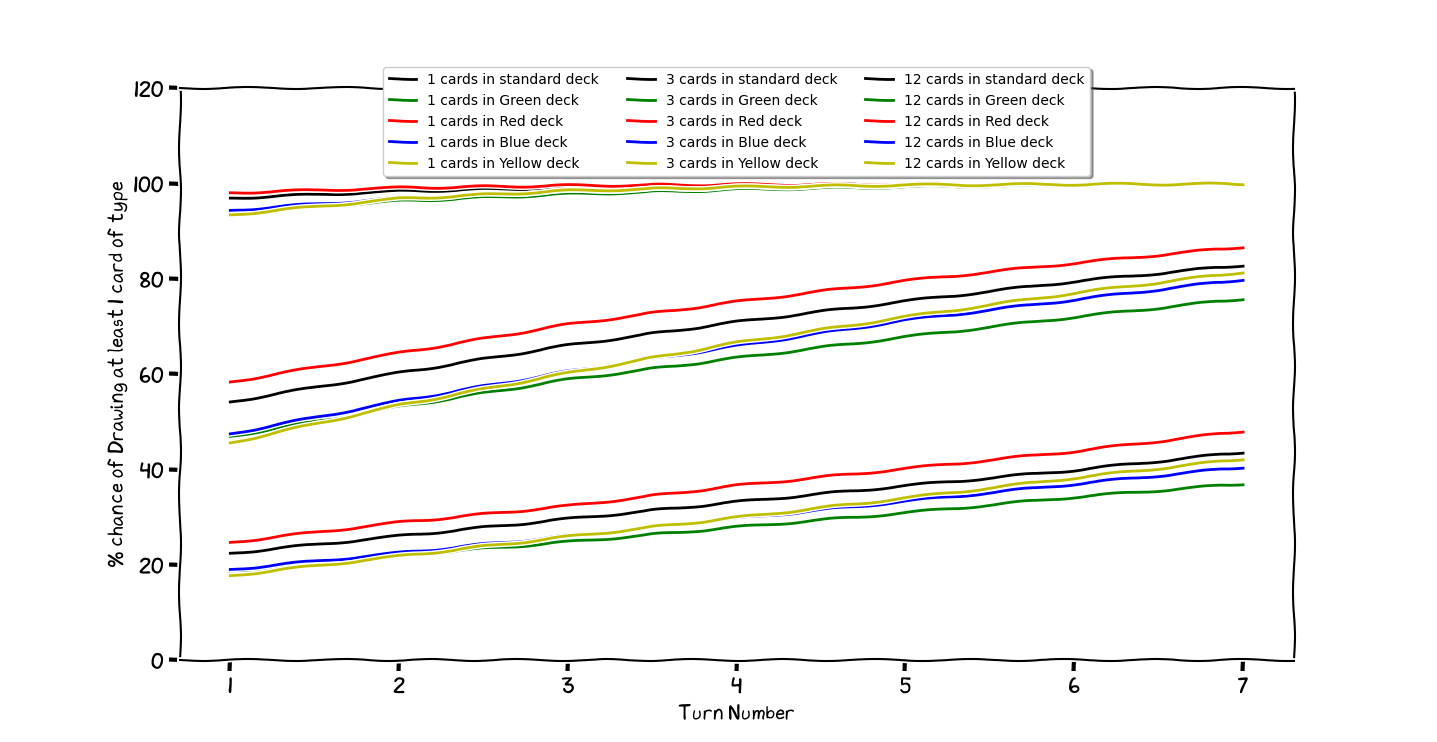 1 cards in standard deck 3 cards in standard deck 12 cards in standard deck
1 cards in Green deck 3 cards in Green deck 12 cards in Green deck
1 cards in Red deck 3 cards in Red deck 12 cards in Red deck
1 cards in Blue deck 3 cards in Blue deck 12 cards in Blue deck
1 cards in Yellow deck 3 cards in Yellow deck 12 cards in Yellow deck
% chance of Drawing at least 1 card of type
120
100
80
60
40
20
0
1 2 3 4 5 6 7
Turn Number